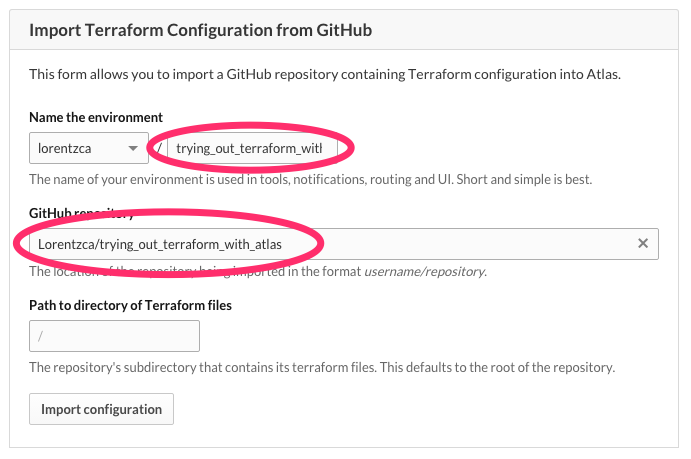 Import Terraform Configuration from GitHub
This form allows you to import a GitHub repository containing Terraform configuration into Atlas.
Name the environment
lorentzca / trying_out_terraform_with
The name of your environment is used in tools, notifications, routing and UI. Short and simple is best.
GitHub repository
Lorentzca/trying_out_terraform_with_atlas ✕
The location of the repository being imported in the format username/repository.
Path to directory of Terraform files
/
The repository's subdirectory that contains its terraform files. This defaults to the root of the repository.
Import configuration